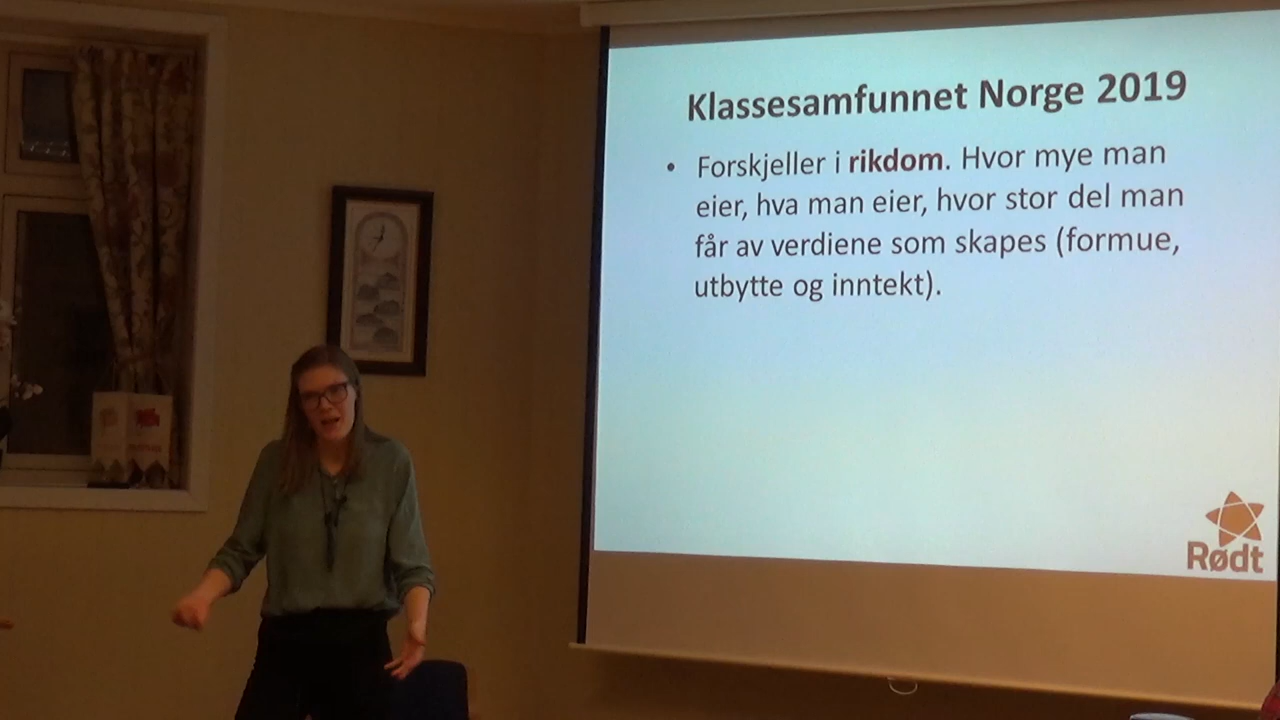 Klassesamfunnet Norge 2019
• Forskjeller i rikdom. Hvor mye man
eier, hva man eier, hvor stor del man
får av verdiene som skapes (formue,
utbytte og inntekt).
Rødt